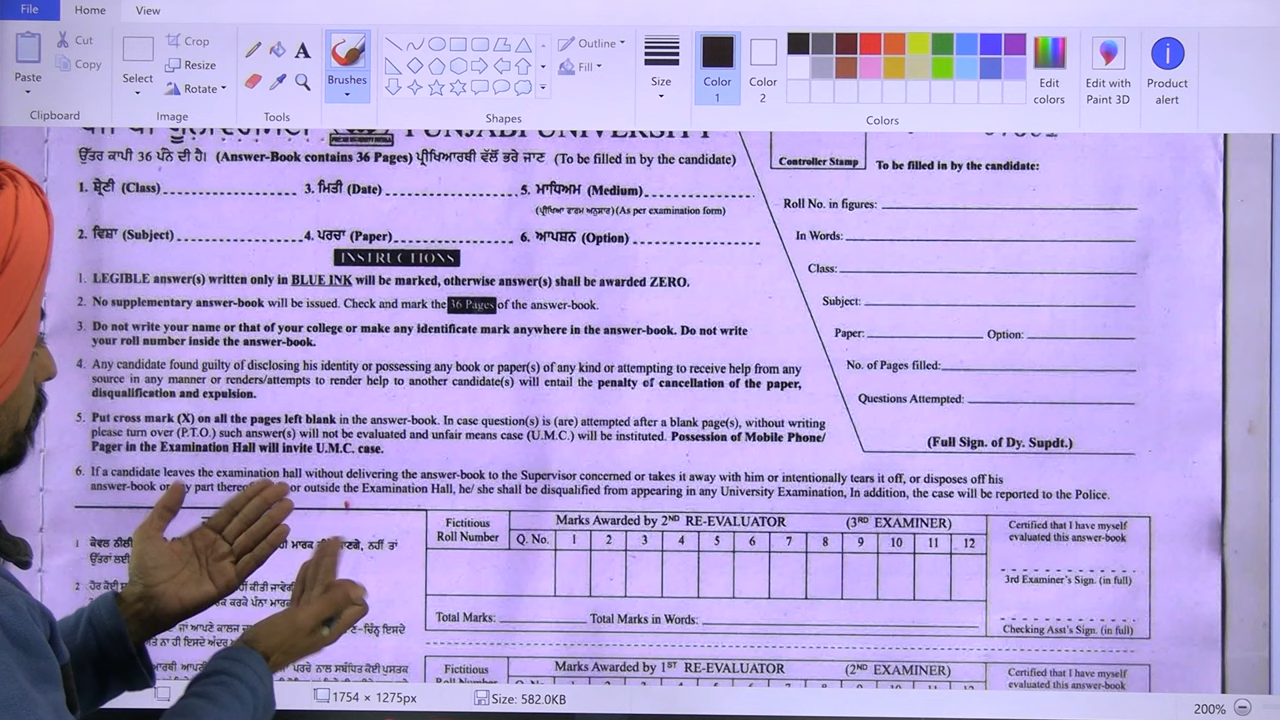 File Home View
Paste
Cut
Copy
Clipboard
Select
Crop
Resize
Rotate
Image
A
Tools
Brushes
Outline
Fill
Shapes
Size
Color 1
Color 2
Edit colors
Colors
Edit with Paint 3D
Product alert
PUNJABI UNIVERSITY
ਉੱਤਰ ਕਾਪੀ 36 ਪੰਨੇ ਦੀ ਹੈ। (Answer-Book contains 36 Pages) ਪ੍ਰੀਖਿਆਰਥੀ ਵੱਲੋਂ ਭਰੇ ਜਾਣ (To be filled in by the candidate)
1. ਸ਼੍ਰੇਣੀ (Class) 3. ਮਿਤੀ (Date) 5. ਮਾਧਿਅਮ (Medium)
(ਪ੍ਰੀਖਿਆ ਫਾਰਮ ਅਨੁਸਾਰ) (As per examination form)
2. ਵਿਸ਼ਾ (Subject) 4. ਪਰਚਾ (Paper) 6. ਆਪਸ਼ਨ (Option)
Controller Stamp
To be filled in by the candidate:
Roll No. in figures:
In Words:
Class:
Subject:
Paper: Option:
No. of Pages filled:
Questions Attempted:
(Full Sign. of Dy. Supdt.)
INSTRUCTIONS
1. LEGIBLE answer(s) written only in BLUE INK will be marked, otherwise answer(s) shall be awarded ZERO.
2. No supplementary answer-book will be issued. Check and mark the 36 Pages of the answer-book.
3. Do not write your name or that of your college or make any identificate mark anywhere in the answer-book. Do not write
your roll number inside the answer-book.
4. Any candidate found guilty of disclosing his identity or possessing any book or paper(s) of any kind or attempting to receive help from any
source in any manner or renders/attempts to render help to another candidate(s) will entail the penalty of cancellation of the paper,
disqualification and expulsion.
5. Put cross mark (X) on all the pages left blank in the answer-book. In case question(s) is (are) attempted after a blank page(s), without writing
please turn over (P.T.O.) such answer(s) will not be evaluated and unfair means case (U.M.C.) will be instituted. Possession of Mobile Phone/
Pager in the Examination Hall will invite U.M.C. case.
6. If a candidate leaves the examination hall without delivering the answer-book to the Supervisor concerned or takes it away with him or intentionally tears it off, or disposes off his
answer-book or any part thereof or outside the Examination Hall, he/ she shall be disqualified from appearing in any University Examination, In addition, the case will be reported to the Police.
1 ਕੇਵਲ ਨੀਲੀ ਮਾਰਕ ਨਹੀਂ ਤਾਂ
2 ਹੋਰ ਕੋਈ ਕੀਤੀ
ਕਰਕੇ ਪੰਨਾ
ਜਾਂ ਆਪਣੇ ਕਾਲਜ ਇਸਦੇ
ਨਾ ਹੀ ਇਸਦੇ ਅੰਦਰ
ਪਰਚੇ ਨਾਲ ਸਬੰਧਿਤ ਕੋਈ ਪੁਸਤਕ
Fictitious Roll Number
Marks Awarded by 2ND RE-EVALUATOR (3RD EXAMINER)
Q. No. 1 2 3 4 5 6 7 8 9 10 11 12
Total Marks: Total Marks in Words:
Certified that I have myself
evaluated this answer-book
3rd Examiner's Sign. (in full)
Checking Asst's Sign. (in full)
Fictitious
Marks Awarded by 1ST RE-EVALUATOR (2ND EXAMINER)
Certified that I have myself
evaluated this answer-book
1754 × 1275px Size: 582.0KB 200%